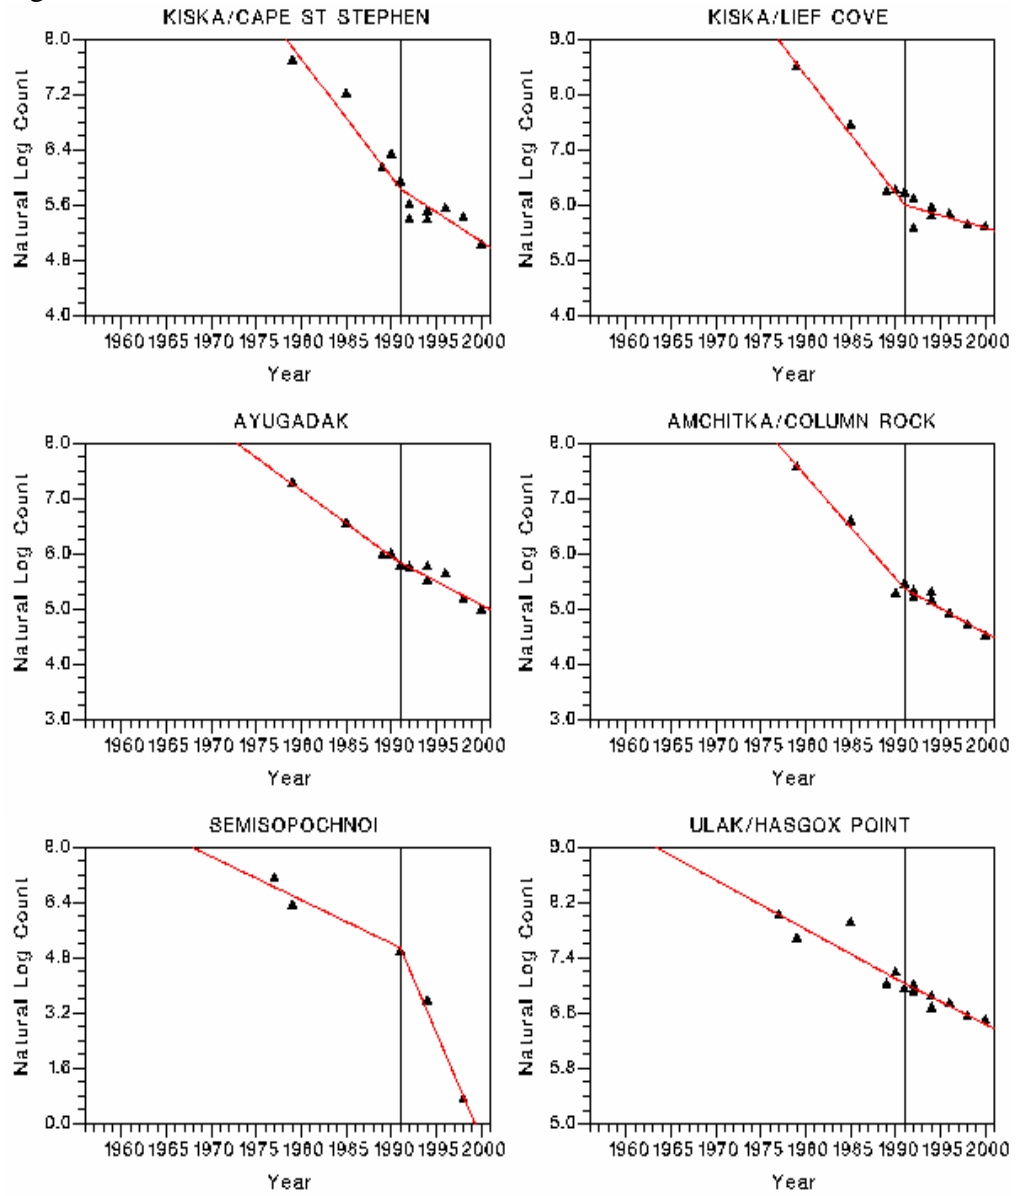 KISKA/CAPE ST STEPHEN
8.0
7.2
6.4
5.6
4.8
4.0
Natural Log Count
1960 1965 1970 1975 1980 1985 1990 1995 2000
Year
KISKA/LIEF COVE
9.0
8.0
7.0
6.0
5.0
4.0
Natural Log Count
1960 1965 1970 1975 1980 1985 1990 1995 2000
Year
AYUGADAK
8.0
7.0
6.0
5.0
4.0
3.0
Natural Log Count
1960 1965 1970 1975 1980 1985 1990 1995 2000
Year
AMCHITKA/COLUMN ROCK
8.0
7.0
6.0
5.0
4.0
3.0
Natural Log Count
1960 1965 1970 1975 1980 1985 1990 1995 2000
Year
SEMISOPOCHNOI
8.0
6.4
4.8
3.2
1.6
0.0
Natural Log Count
1960 1965 1970 1975 1980 1985 1990 1995 2000
Year
ULAK/HASGOX POINT
9.0
8.2
7.4
6.6
5.8
5.0
Natural Log Count
1960 1965 1970 1975 1980 1985 1990 1995 2000
Year